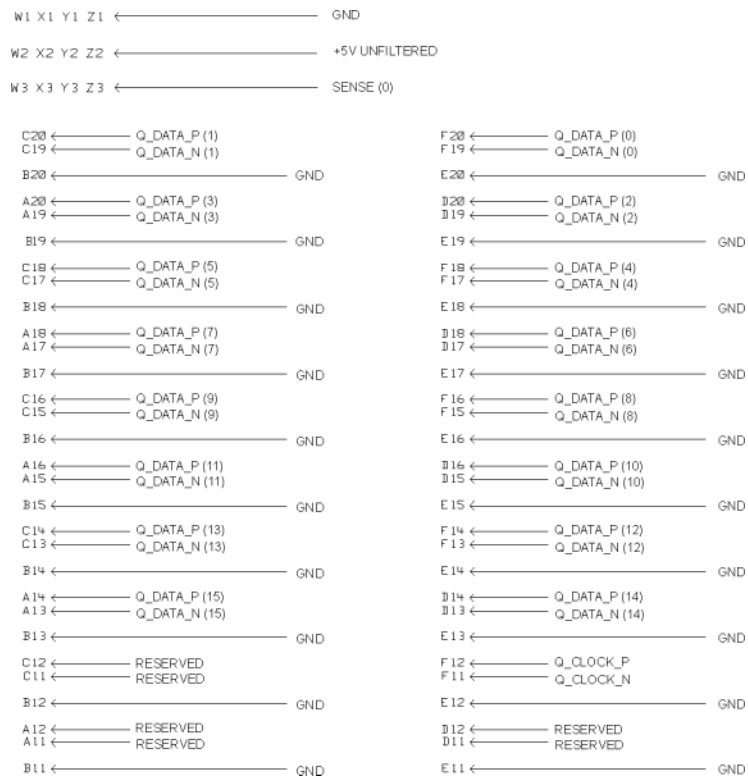 W1 X1 Y1 Z1 GND
W2 X2 Y2 Z2 +5V UNFILTERED
W3 X3 Y3 Z3 SENSE (0)
C20 Q_DATA_P (1)
C19 Q_DATA_N (1)
B20 GND
A20 Q_DATA_P (3)
A19 Q_DATA_N (3)
B19 GND
C18 Q_DATA_P (5)
C17 Q_DATA_N (5)
B18 GND
A18 Q_DATA_P (7)
A17 Q_DATA_N (7)
B17 GND
C16 Q_DATA_P (9)
C15 Q_DATA_N (9)
B16 GND
A16 Q_DATA_P (11)
A15 Q_DATA_N (11)
B15 GND
C14 Q_DATA_P (13)
C13 Q_DATA_N (13)
B14 GND
A14 Q_DATA_P (15)
A13 Q_DATA_N (15)
B13 GND
C12 RESERVED
C11 RESERVED
B12 GND
A12 RESERVED
A11 RESERVED
B11 GND
F20 Q_DATA_P (0)
F19 Q_DATA_N (0)
E20 GND
D20 Q_DATA_P (2)
D19 Q_DATA_N (2)
E19 GND
F18 Q_DATA_P (4)
F17 Q_DATA_N (4)
E18 GND
D18 Q_DATA_P (6)
D17 Q_DATA_N (6)
E17 GND
F16 Q_DATA_P (8)
F15 Q_DATA_N (8)
E16 GND
D16 Q_DATA_P (10)
D15 Q_DATA_N (10)
E15 GND
F14 Q_DATA_P (12)
F13 Q_DATA_N (12)
E14 GND
D14 Q_DATA_P (14)
D13 Q_DATA_N (14)
E13 GND
F12 Q_CLOCK_P
F11 Q_CLOCK_N
E12 GND
D12 RESERVED
D11 RESERVED
E11 GND